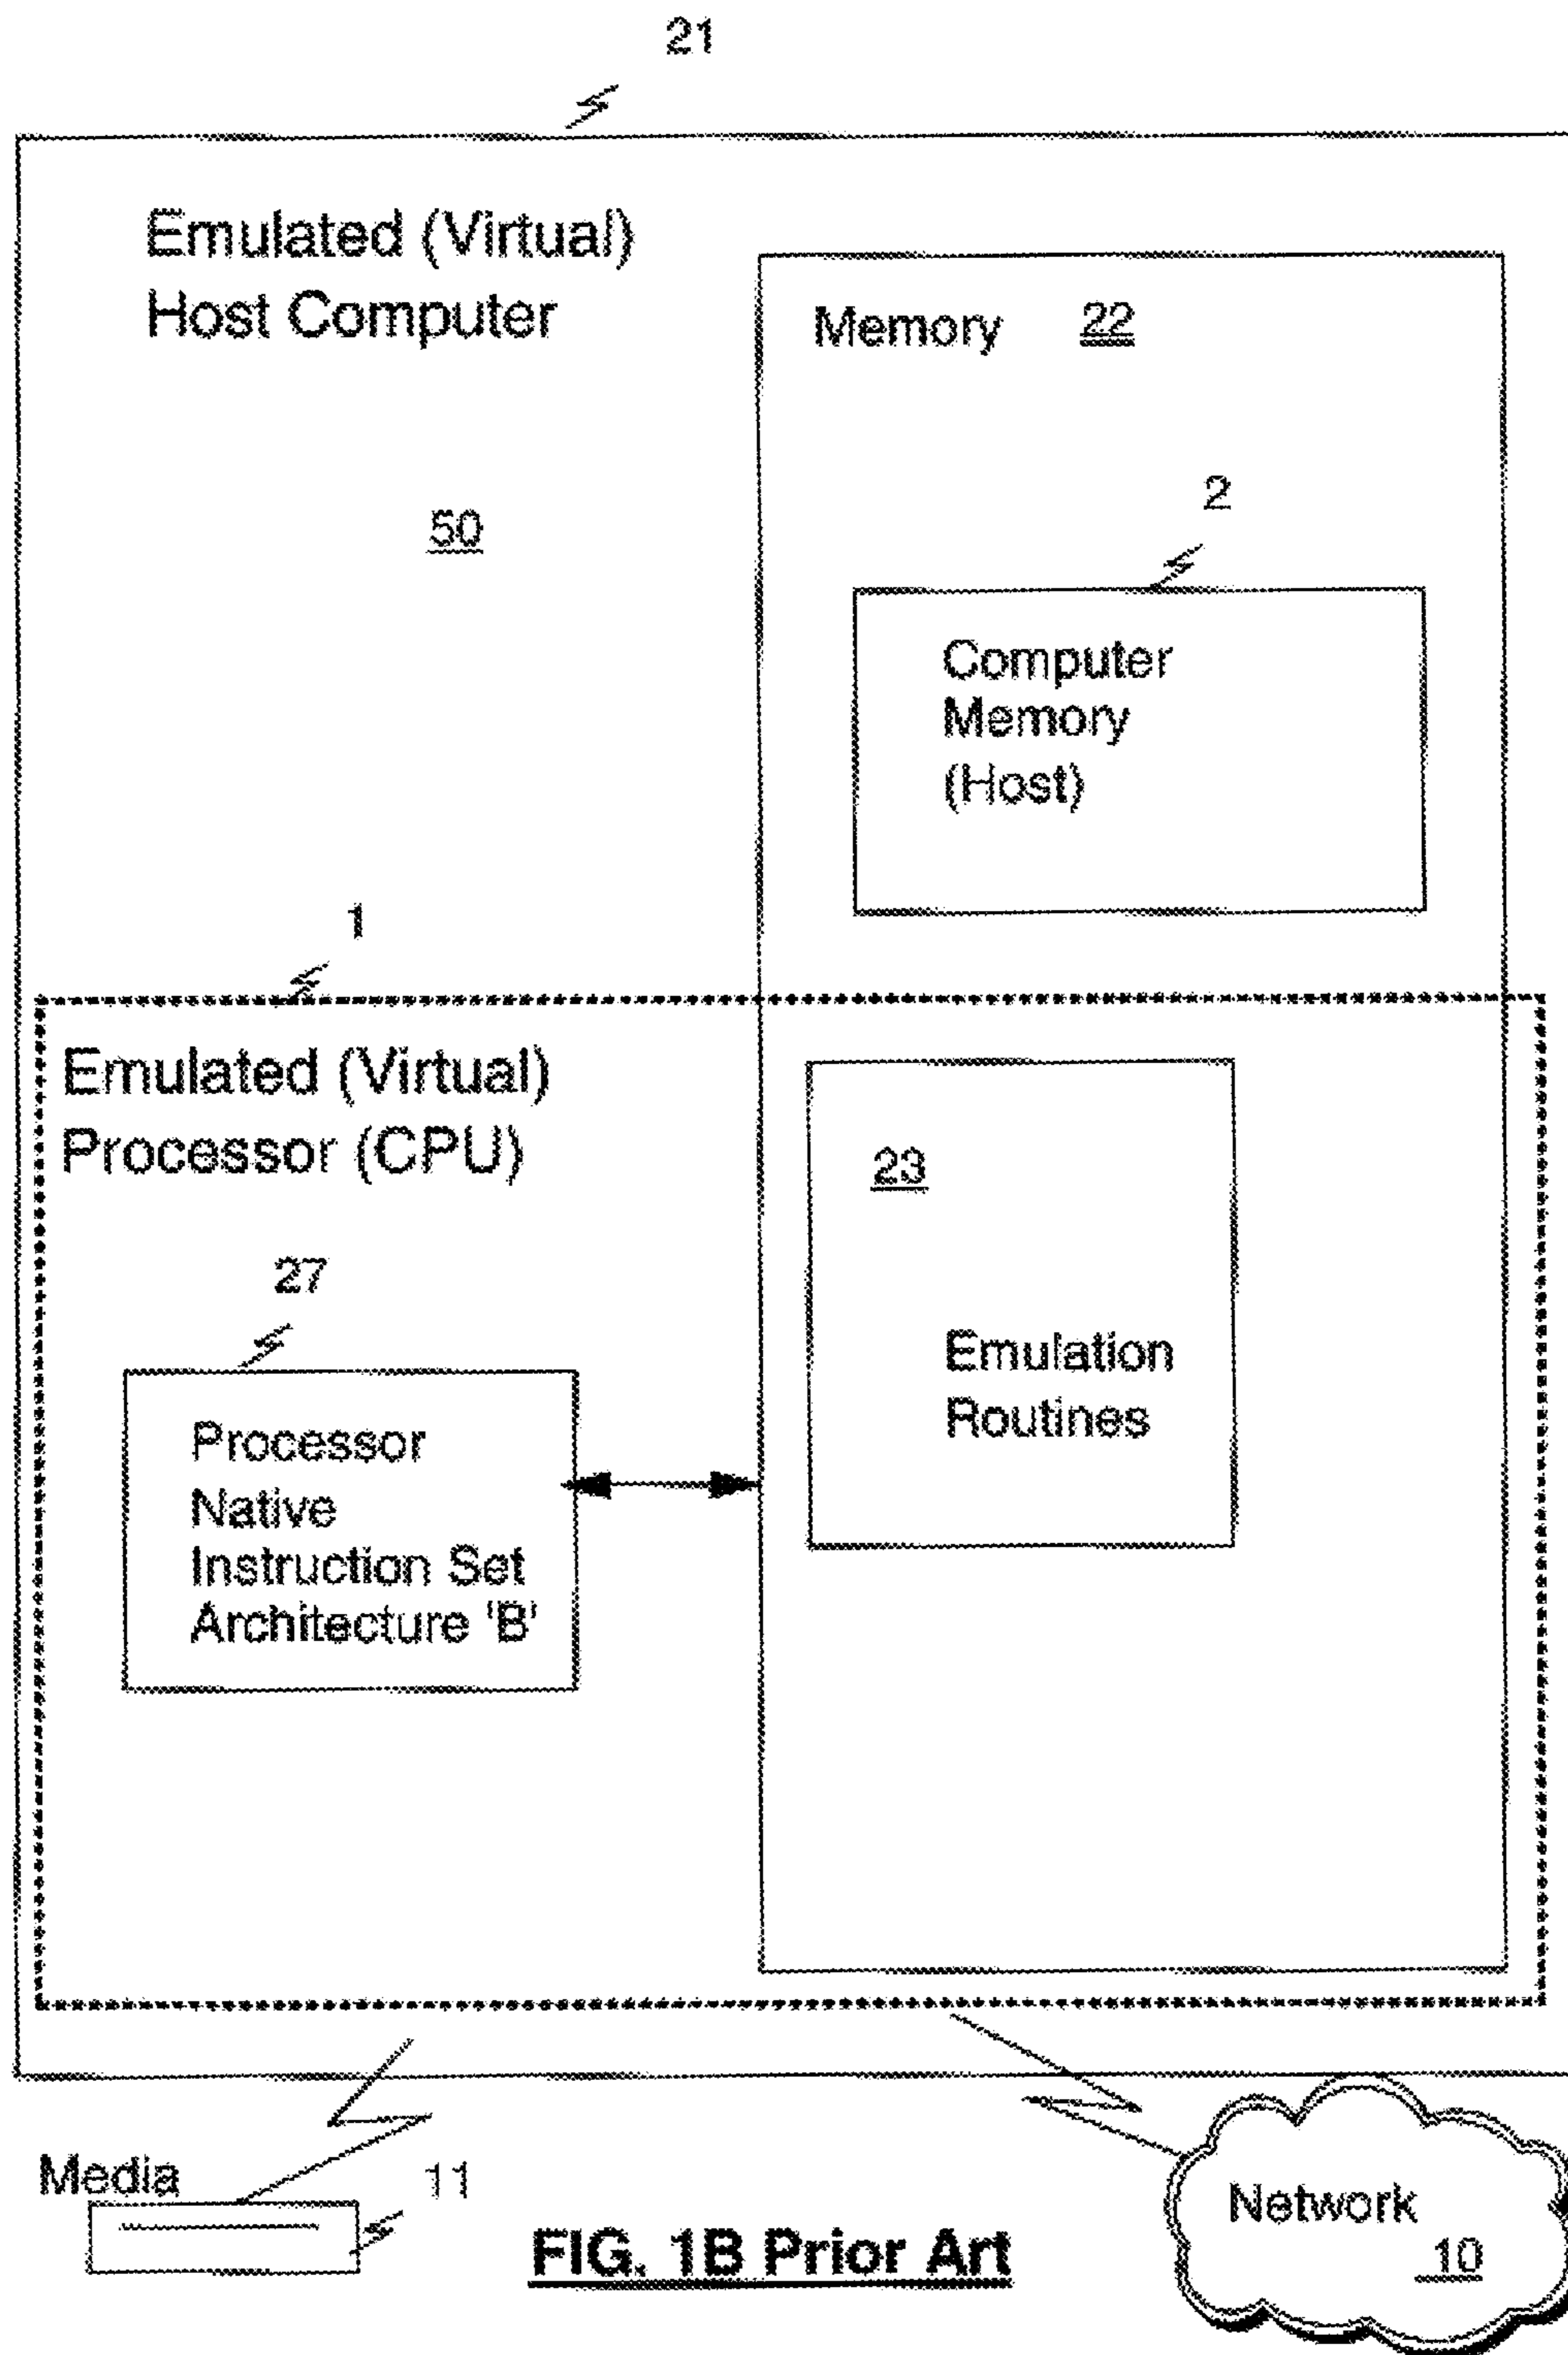 21
Emulated (Virtual)
Host Computer
50
Memory 22
2
Computer
Memory
(Host)
1
Emulated (Virtual)
Processor (CPU)
27
Processor
Native
Instruction Set
Architecture 'B'
23
Emulation
Routines
Media
11
Network
10
FIG. 1B Prior Art